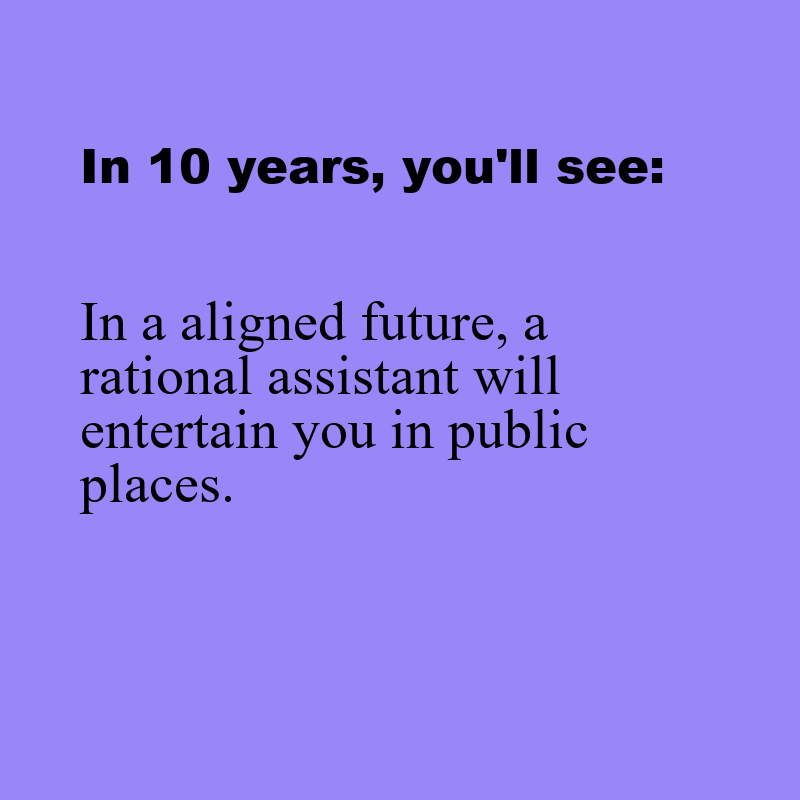 In 10 years, you'll see:
In a aligned future, a
rational assistant will
entertain you in public
places.